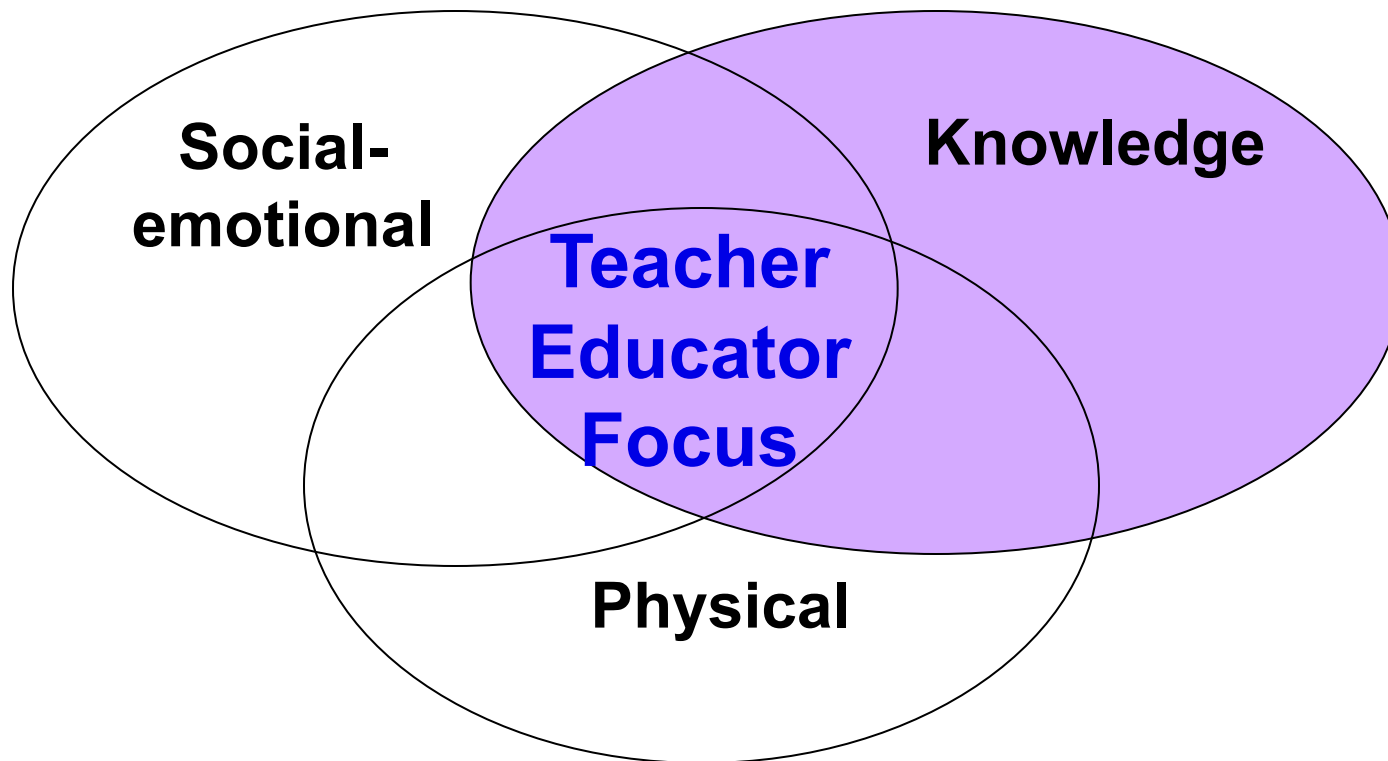 Social-
emotional
Knowledge
Teacher
Educator
Focus
Physical